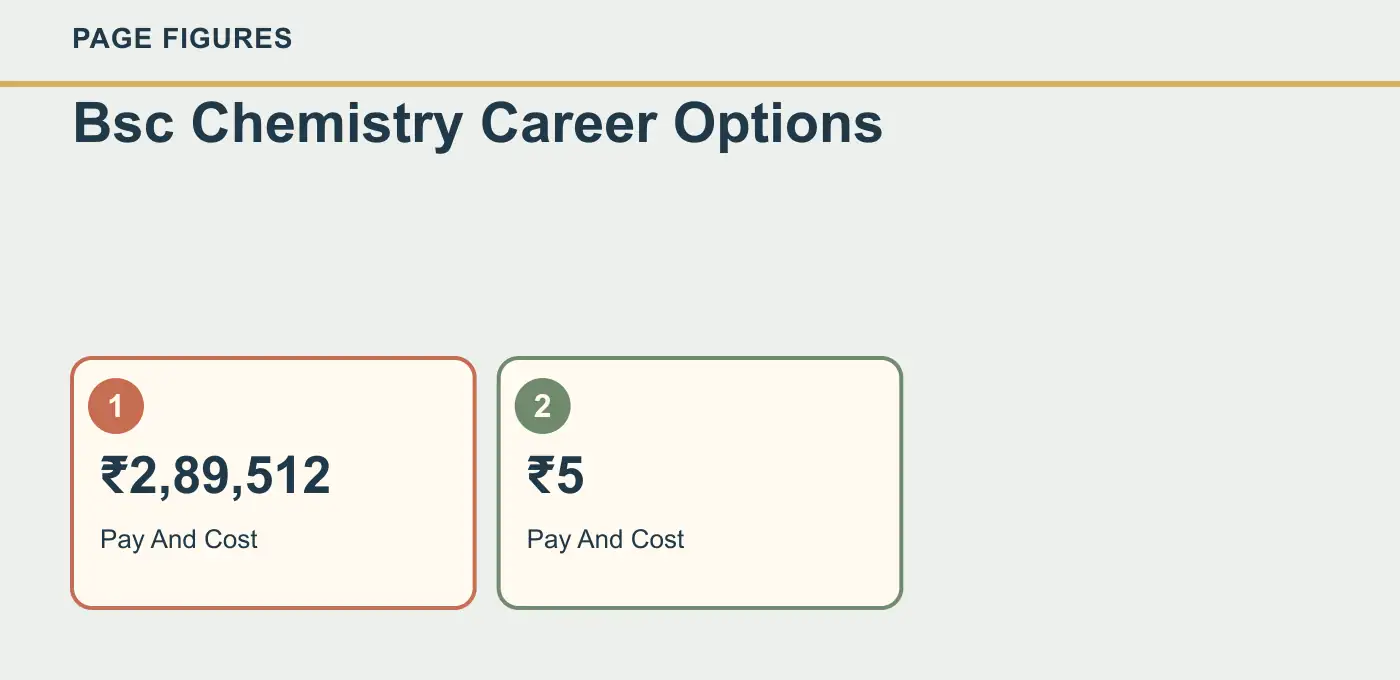 PAGE FIGURES
Bsc Chemistry Career Options
1
₹2,89,512
Pay And Cost
2
₹5
Pay And Cost